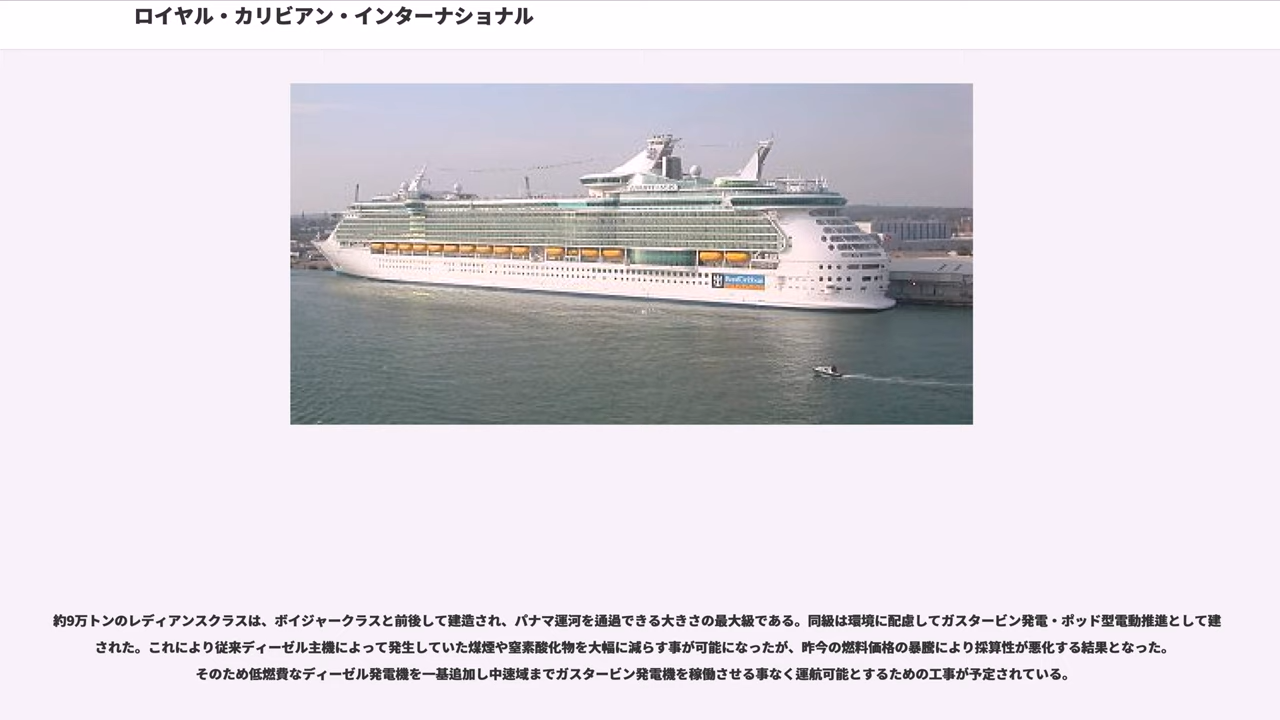 ロイヤル・カリビアン・インターナショナル
約9万トンのレディアンスクラスは、ボイジャークラスと前後して建造され、パナマ運河を通過できる大きさの最大級である。同級は環境に配慮してガスタービン発電・ポッド型電動推進として建
された。これにより従来ディーゼル主機によって発生していた煤煙や窒素酸化物を大幅に減らす事が可能になったが、昨今の燃料価格の暴騰により採算性が悪化する結果となった。
そのため低燃費なディーゼル発電機を一基追加し中速域までガスタービン発電機を稼働させる事なく運航可能とするための工事が予定されている。